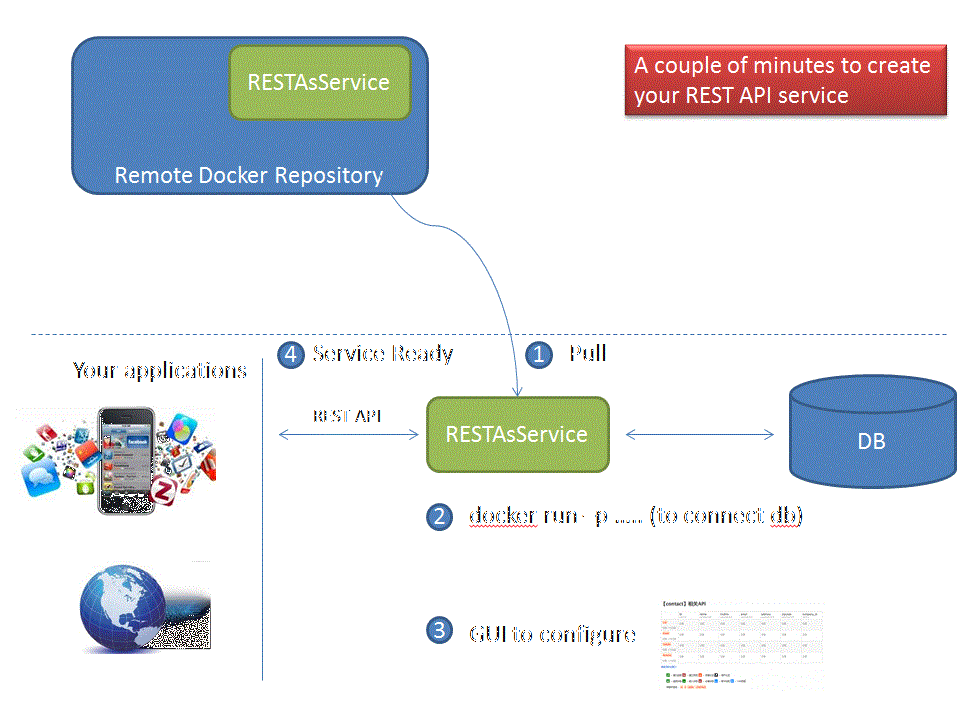 RESTAsService
Remote Docker Repository
A couple of minutes to create
your REST API service
4 Service Ready
1 Pull
Your applications
REST API
RESTAsService
DB
2 docker run - p ...... (to connect db)
3 GUI to configure
【contact】相关API